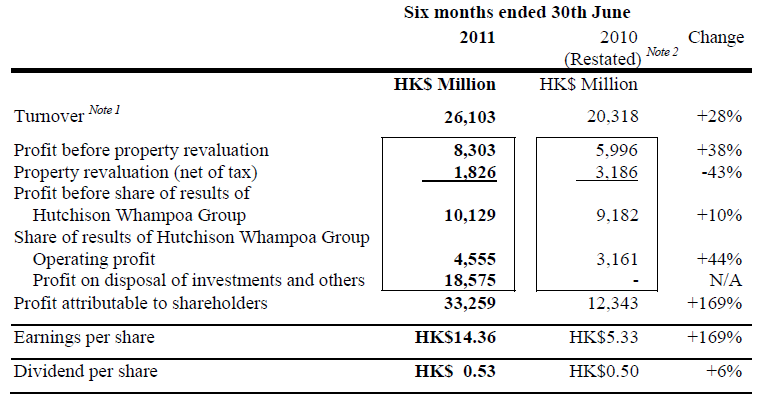 Six months ended 30th June
2011 2010 Change
(Restated) Note 2
HK$ Million HK$ Million
Turnover Note 1 26,103 20,318 +28%
Profit before property revaluation 8,303 5,996 +38%
Property revaluation (net of tax) 1,826 3,186 -43%
Profit before share of results of
Hutchison Whampoa Group 10,129 9,182 +10%
Share of results of Hutchison Whampoa Group
Operating profit 4,555 3,161 +44%
Profit on disposal of investments and others 18,575 - N/A
Profit attributable to shareholders 33,259 12,343 +169%
Earnings per share HK$14.36 HK$5.33 +169%
Dividend per share HK$ 0.53 HK$0.50 +6%